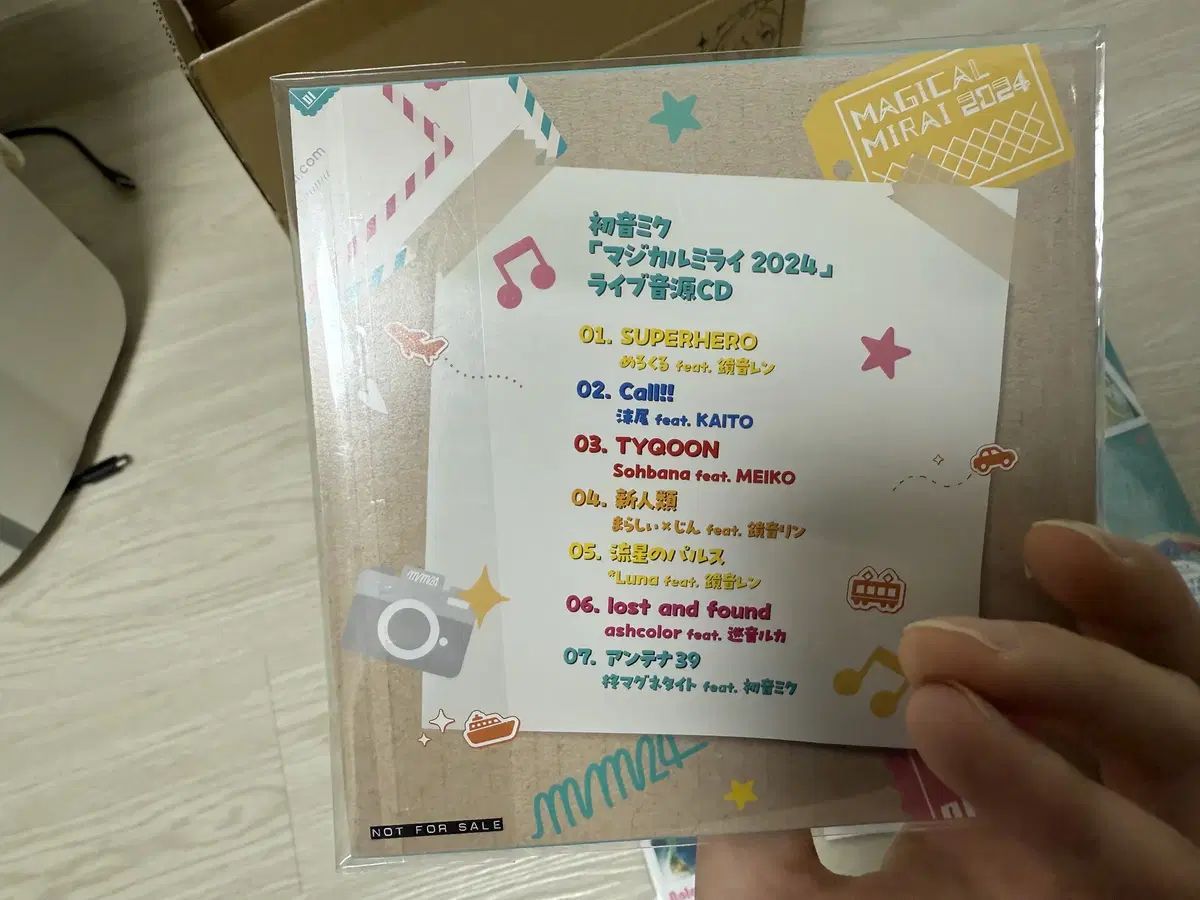 MAGICAL
MIRAI 2024
.com
初音ミク
「マジカルミライ 2024」
ライブ音源CD
01. SUPERHERO
めろくる feat. 鏡音レン
02. Call!!
沫尾 feat. KAITO
03. TYQOON
Sohbana feat. MEIKO
04. 新人類
まらしぃ×じん feat. 鏡音リン
05. 流星のパルス
*Luna feat. 鏡音レン
06. lost and found
ashcolor feat. 巡音ルカ
07. アンテナ39
柊マグネタイト feat. 初音ミク
mm24
mm24
NOT FOR SALE